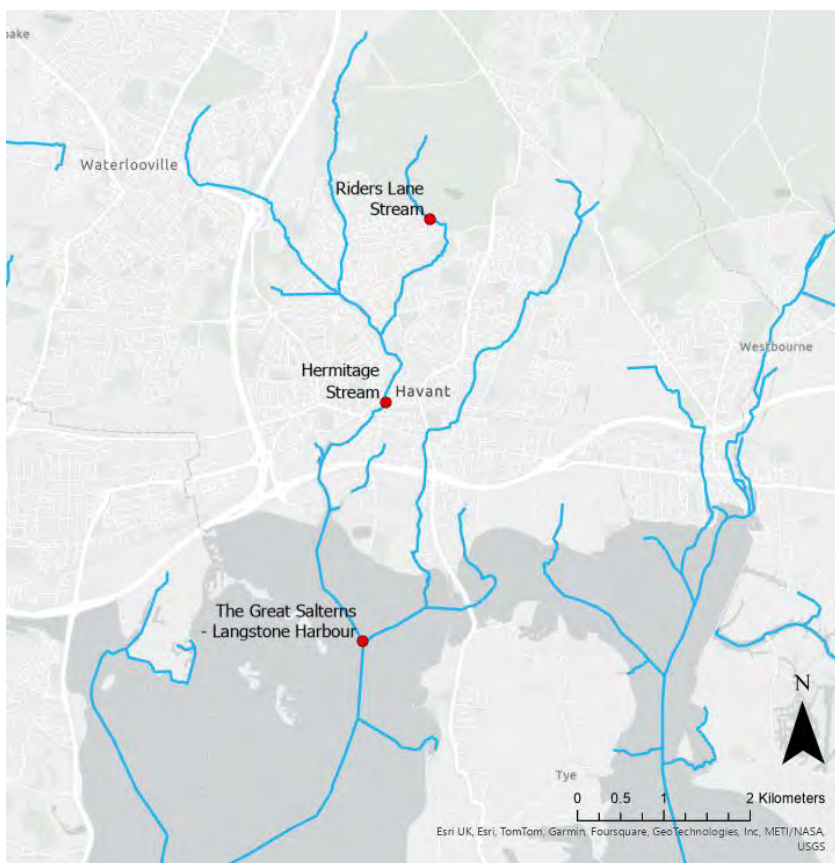 oake
Waterlooville
Riders Lane
Stream
Westbourne
Hermitage
Stream
Havant
The Great Salterns
- Langstone Harbour
N
Tye
0 0.5 1 2 Kilometers
Esri UK, Esri, TomTom, Garmin, Foursquare, GeoTechnologies, Inc, METI/NASA,
USGS